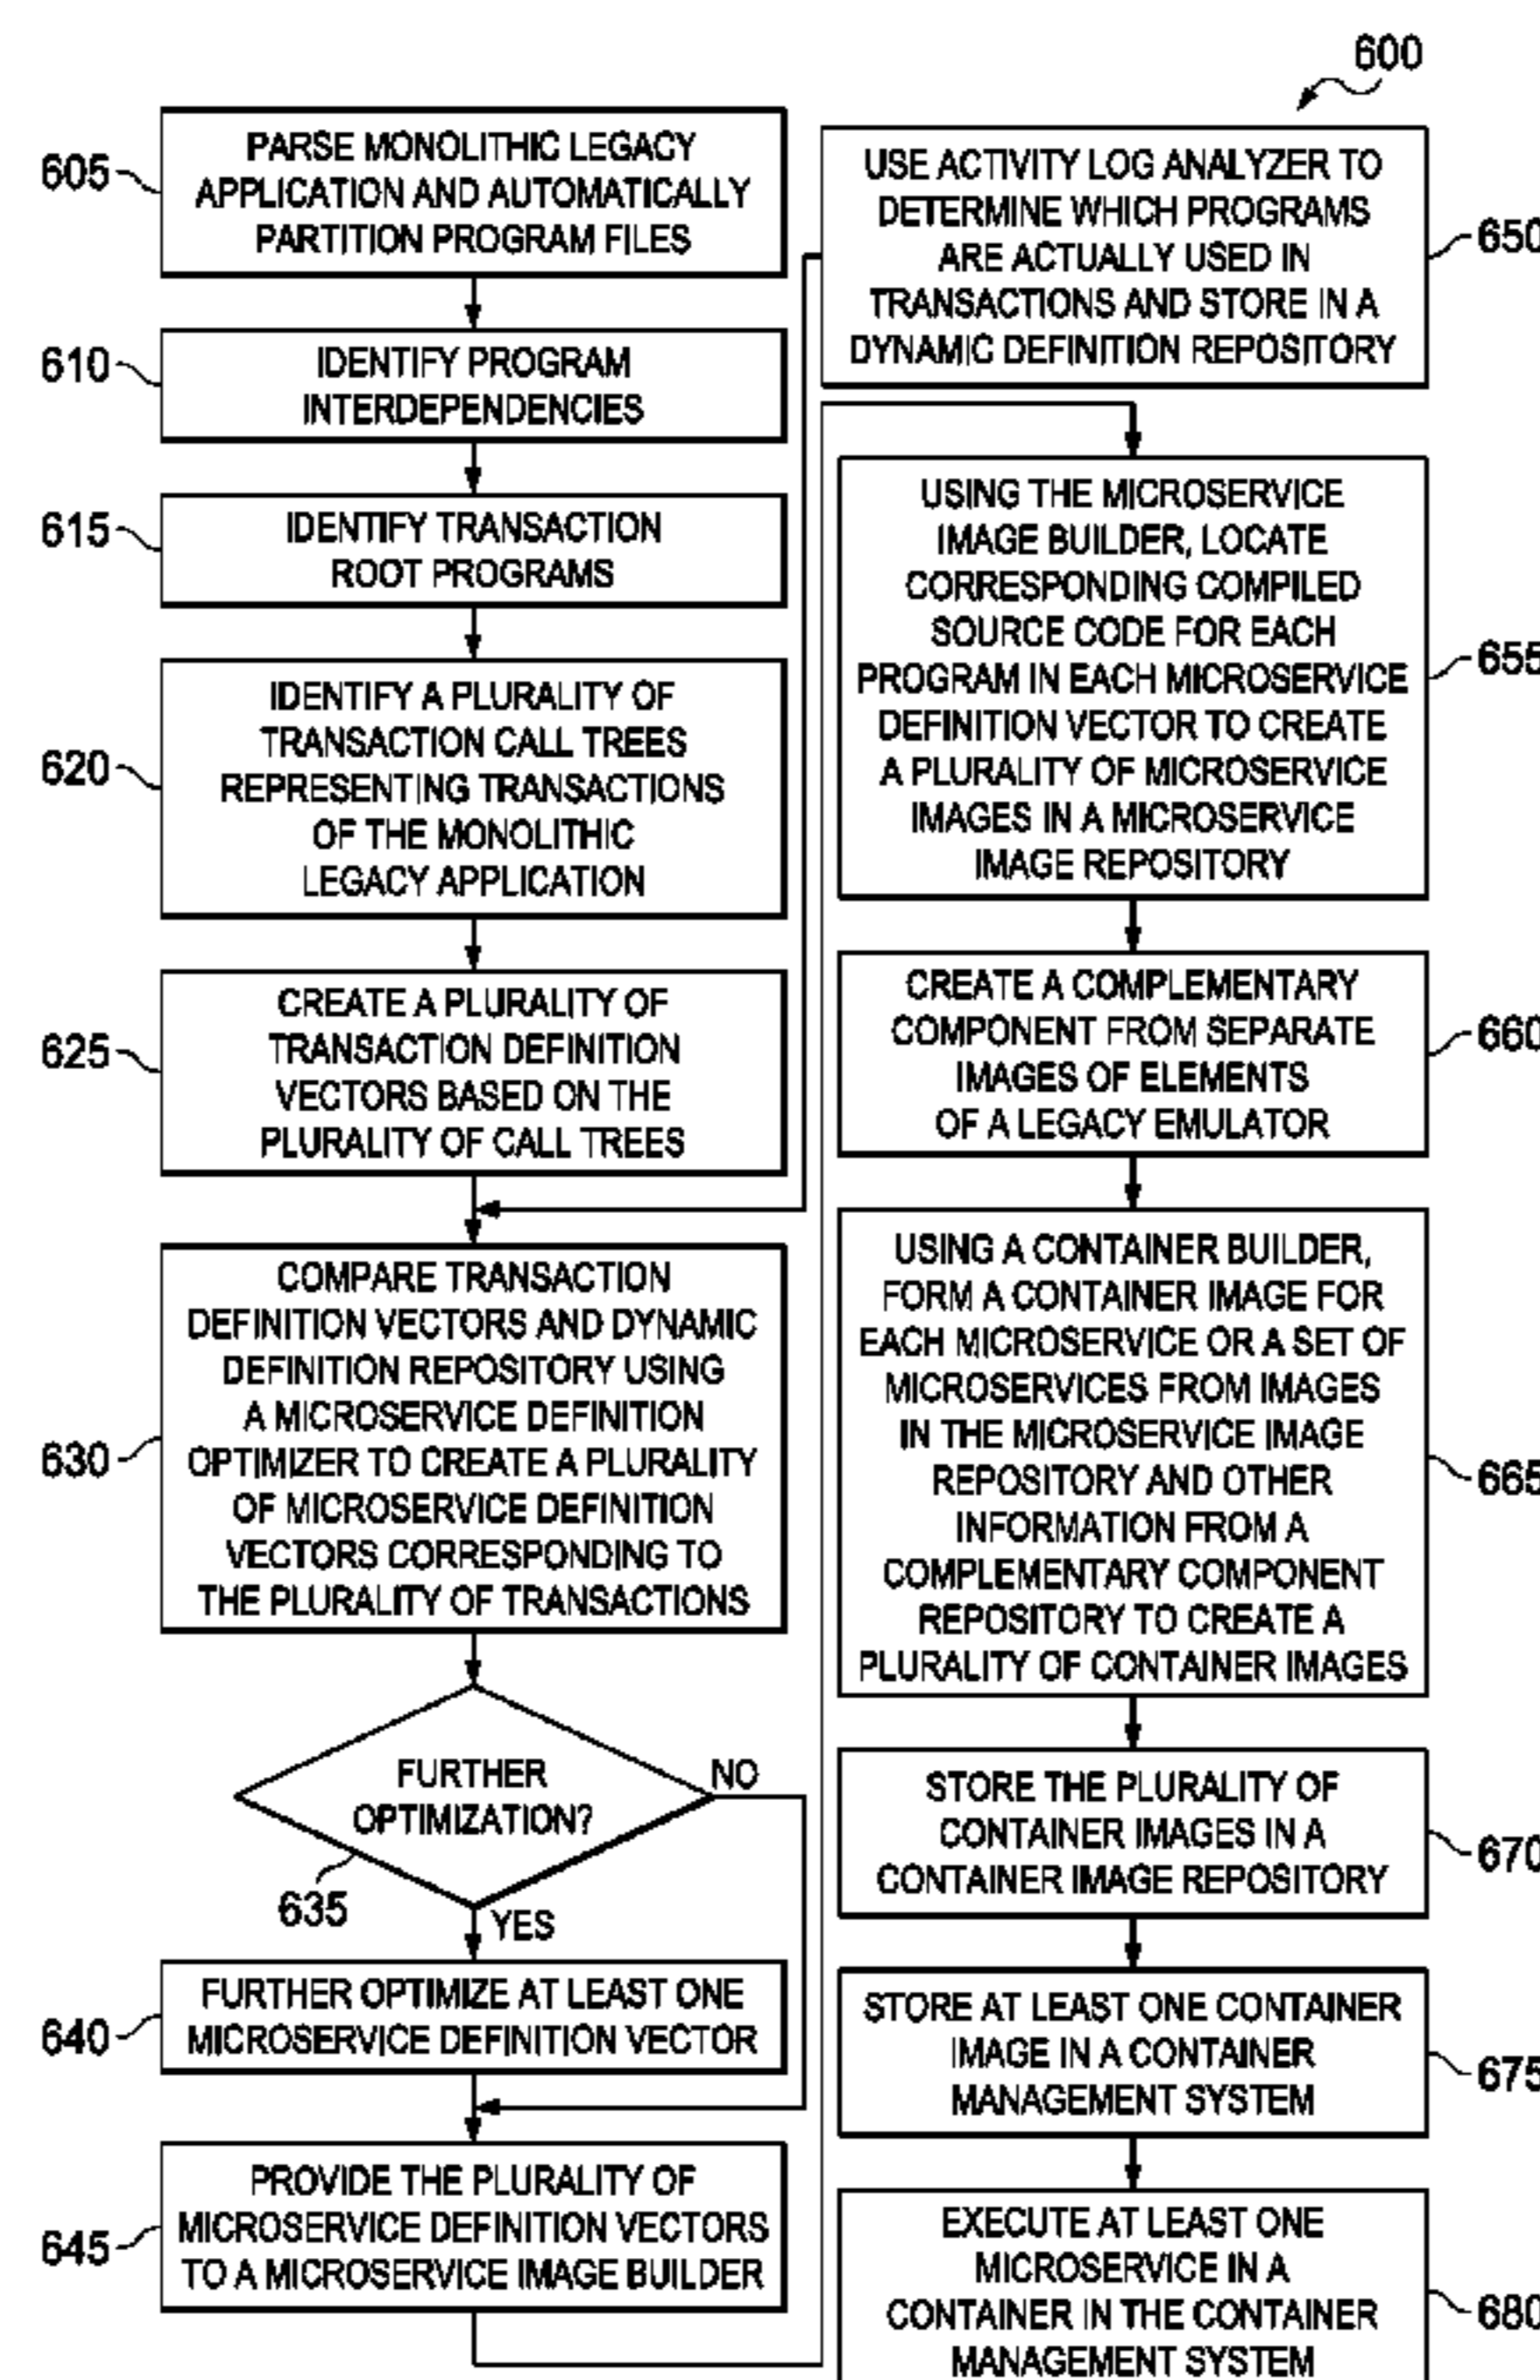 600
605
PARSE MONOLITHIC LEGACY
APPLICATION AND AUTOMATICALLY
PARTITION PROGRAM FILES
610
IDENTIFY PROGRAM
INTERDEPENDENCIES
615
IDENTIFY TRANSACTION
ROOT PROGRAMS
620
IDENTIFY A PLURALITY OF
TRANSACTION CALL TREES
REPRESENTING TRANSACTIONS
OF THE MONOLITHIC
LEGACY APPLICATION
625
CREATE A PLURALITY OF
TRANSACTION DEFINITION
VECTORS BASED ON THE
PLURALITY OF CALL TREES
630
COMPARE TRANSACTION
DEFINITION VECTORS AND DYNAMIC
DEFINITION REPOSITORY USING
A MICROSERVICE DEFINITION
OPTIMIZER TO CREATE A PLURALITY
OF MICROSERVICE DEFINITION
VECTORS CORRESPONDING TO
THE PLURALITY OF TRANSACTIONS
FURTHER
OPTIMIZATION?
NO
635
YES
640
FURTHER OPTIMIZE AT LEAST ONE
MICROSERVICE DEFINITION VECTOR
645
PROVIDE THE PLURALITY OF
MICROSERVICE DEFINITION VECTORS
TO A MICROSERVICE IMAGE BUILDER
USE ACTIVITY LOG ANALYZER TO
DETERMINE WHICH PROGRAMS
ARE ACTUALLY USED IN
TRANSACTIONS AND STORE IN A
DYNAMIC DEFINITION REPOSITORY
650
USING THE MICROSERVICE
IMAGE BUILDER, LOCATE
CORRESPONDING COMPILED
SOURCE CODE FOR EACH
PROGRAM IN EACH MICROSERVICE
DEFINITION VECTOR TO CREATE
A PLURALITY OF MICROSERVICE
IMAGES IN A MICROSERVICE
IMAGE REPOSITORY
655
CREATE A COMPLEMENTARY
COMPONENT FROM SEPARATE
IMAGES OF ELEMENTS
OF A LEGACY EMULATOR
660
USING A CONTAINER BUILDER,
FORM A CONTAINER IMAGE FOR
EACH MICROSERVICE OR A SET OF
MICROSERVICES FROM IMAGES
IN THE MICROSERVICE IMAGE
REPOSITORY AND OTHER
INFORMATION FROM A
COMPLEMENTARY COMPONENT
REPOSITORY TO CREATE A
PLURALITY OF CONTAINER IMAGES
665
STORE THE PLURALITY OF
CONTAINER IMAGES IN A
CONTAINER IMAGE REPOSITORY
670
STORE AT LEAST ONE CONTAINER
IMAGE IN A CONTAINER
MANAGEMENT SYSTEM
675
EXECUTE AT LEAST ONE
MICROSERVICE IN A
CONTAINER IN THE CONTAINER
MANAGEMENT SYSTEM
680